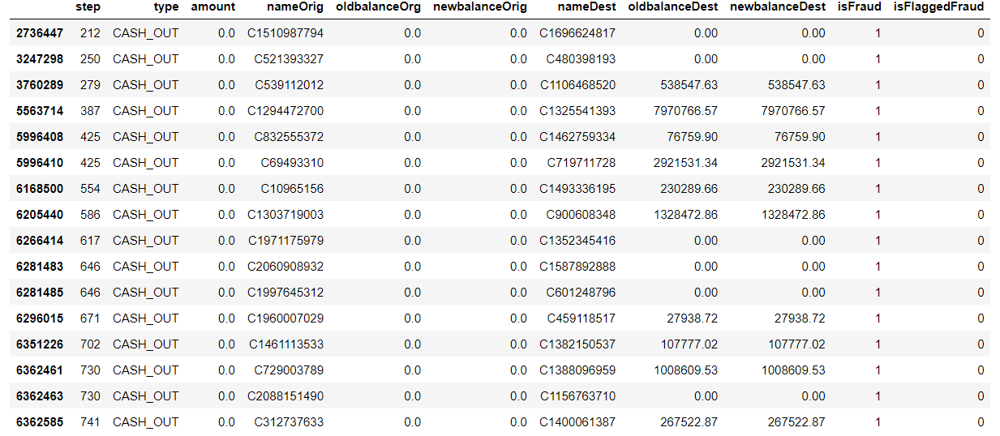 step type amount nameOrig oldbalanceOrg newbalanceOrig nameDest oldbalanceDest newbalanceDest isFraud isFlaggedFraud
2736447 212 CASH_OUT 0.0 C1510987794 0.0 0.0 C1696624817 0.00 0.00 1 0
3247298 250 CASH_OUT 0.0 C521393327 0.0 0.0 C480398193 0.00 0.00 1 0
3760289 279 CASH_OUT 0.0 C539112012 0.0 0.0 C1106468520 538547.63 538547.63 1 0
5563714 387 CASH_OUT 0.0 C1294472700 0.0 0.0 C1325541393 7970766.57 7970766.57 1 0
5996408 425 CASH_OUT 0.0 C832555372 0.0 0.0 C1462759334 76759.90 76759.90 1 0
5996410 425 CASH_OUT 0.0 C69493310 0.0 0.0 C719711728 2921531.34 2921531.34 1 0
6168500 554 CASH_OUT 0.0 C10965156 0.0 0.0 C1493336195 230289.66 230289.66 1 0
6205440 586 CASH_OUT 0.0 C1303719003 0.0 0.0 C900608348 1328472.86 1328472.86 1 0
6266414 617 CASH_OUT 0.0 C1971175979 0.0 0.0 C1352345416 0.00 0.00 1 0
6281483 646 CASH_OUT 0.0 C2060908932 0.0 0.0 C1587892888 0.00 0.00 1 0
6281485 646 CASH_OUT 0.0 C1997645312 0.0 0.0 C601248796 0.00 0.00 1 0
6296015 671 CASH_OUT 0.0 C1960007029 0.0 0.0 C459118517 27938.72 27938.72 1 0
6351226 702 CASH_OUT 0.0 C1461113533 0.0 0.0 C1382150537 107777.02 107777.02 1 0
6362461 730 CASH_OUT 0.0 C729003789 0.0 0.0 C1388096959 1008609.53 1008609.53 1 0
6362463 730 CASH_OUT 0.0 C2088151490 0.0 0.0 C1156763710 0.00 0.00 1 0
6362585 741 CASH_OUT 0.0 C312737633 0.0 0.0 C1400061387 267522.87 267522.87 1 0